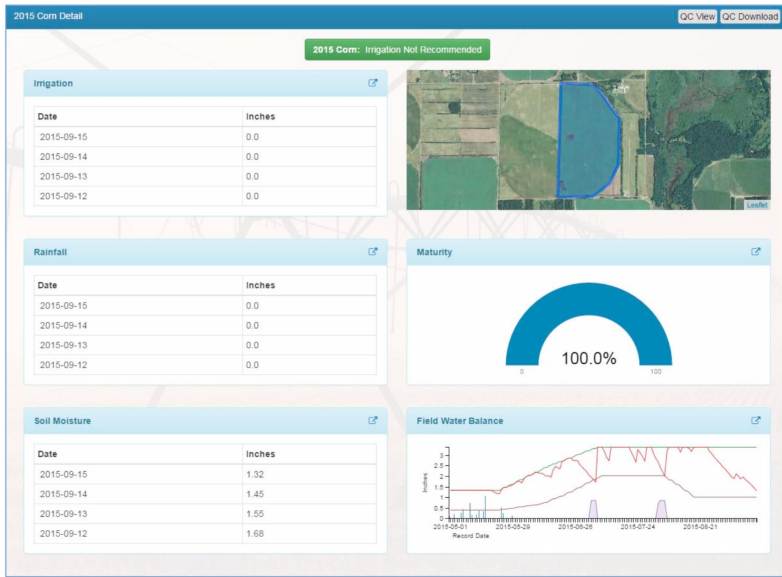 2015 Corn Detail
QC View QC Download
2015 Corn: Irrigation Not Recommended
Irrigation
Date Inches
2015-09-15 0.0
2015-09-14 0.0
2015-09-13 0.0
2015-09-12 0.0
Leaflet
Rainfall
Date Inches
2015-09-15 0.0
2015-09-14 0.0
2015-09-13 0.0
2015-09-12 0.0
Maturity
100.0%
0 100
Soil Moisture
Date Inches
2015-09-15 1.32
2015-09-14 1.45
2015-09-13 1.55
2015-09-12 1.68
Field Water Balance
Inches
3
2.5
2
1.5
1
0.5
0
2015-05-01 2015-05-29 2015-06-26 2015-07-24 2015-08-21
Record Date